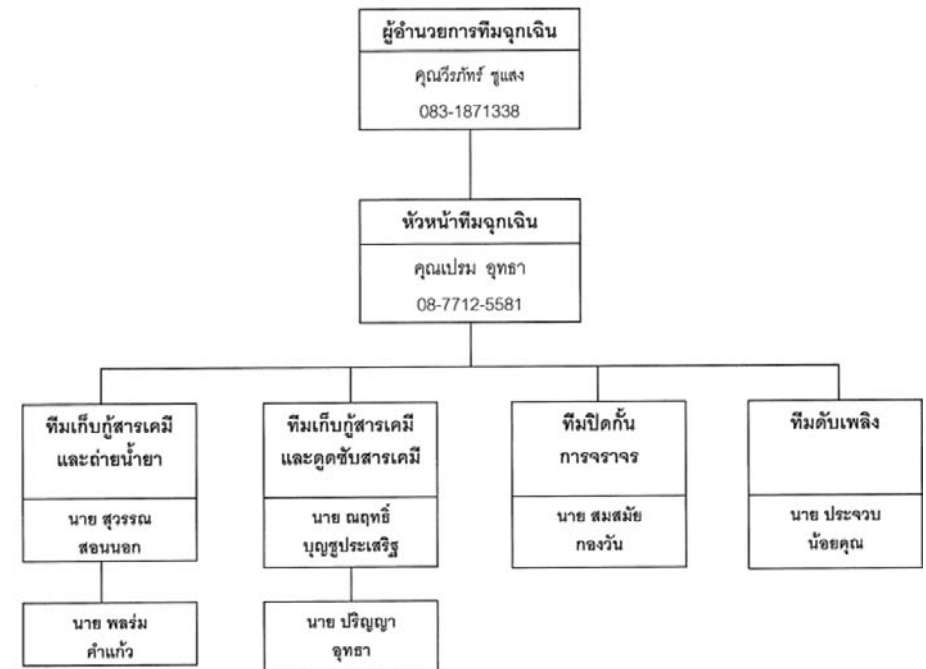 ผู้อำนวยการทีมฉุกเฉิน
คุณวีรภัทร์ ชูแสง
083-1871338
หัวหน้าทีมฉุกเฉิน
คุณเปรม อุทธา
08-7712-5581
ทีมเก็บกู้สารเคมี
และถ่ายน้ำยา
นาย สุวรรณ
สอนนอก
นาย พลร่ม
คำแก้ว
ทีมเก็บกู้สารเคมี
และดูดซับสารเคมี
นาย ณฤทธิ์
บุญชูประเสริฐ
นาย ปริญญา
อุทธา
ทีมปิดกั้น
การจราจร
นาย สมสมัย
กองวัน
ทีมดับเพลิง
นาย ประจวบ
น้อยคุณ